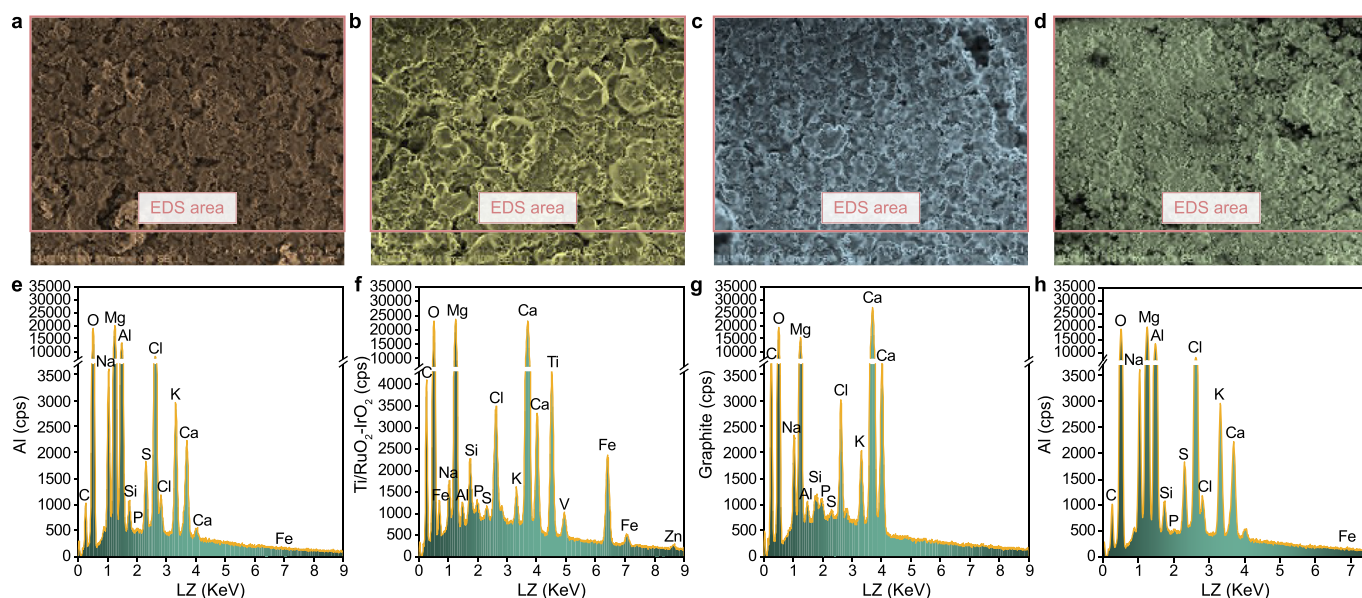 a
b
c
d
EDS area
EDS area
EDS area
EDS area
e
35000
30000
25000
20000
15000
10000
3500
3000
2500
2000
1500
1000
500
0
Al (cps)
C
O
Na
Mg
Al
Si
P
S
Cl
Cl
K
Ca
Ca
Fe
0 1 2 3 4 5 6 7 8 9
LZ (KeV)
f
35000
30000
25000
20000
15000
10000
4000
3500
3000
2500
2000
1500
1000
500
0
Ti/RuO2-IrO2 (cps)
C
O
Fe
Na
Mg
Al
Si
P
S
Cl
K
Ca
Ca
Ti
V
Fe
Fe
Zn
0 1 2 3 4 5 6 7 8 9
LZ (KeV)
g
35000
30000
25000
20000
15000
10000
3500
3000
2500
2000
1500
1000
500
0
Graphite (cps)
C
O
Na
Mg
Al
Si
P
S
Cl
K
Ca
Ca
0 1 2 3 4 5 6 7 8 9
LZ (KeV)
h
35000
30000
25000
20000
15000
10000
3500
3000
2500
2000
1500
1000
500
0
Al (cps)
C
O
Na
Mg
Al
Si
P
S
Cl
Cl
K
Ca
Fe
0 1 2 3 4 5 6 7
LZ (KeV)